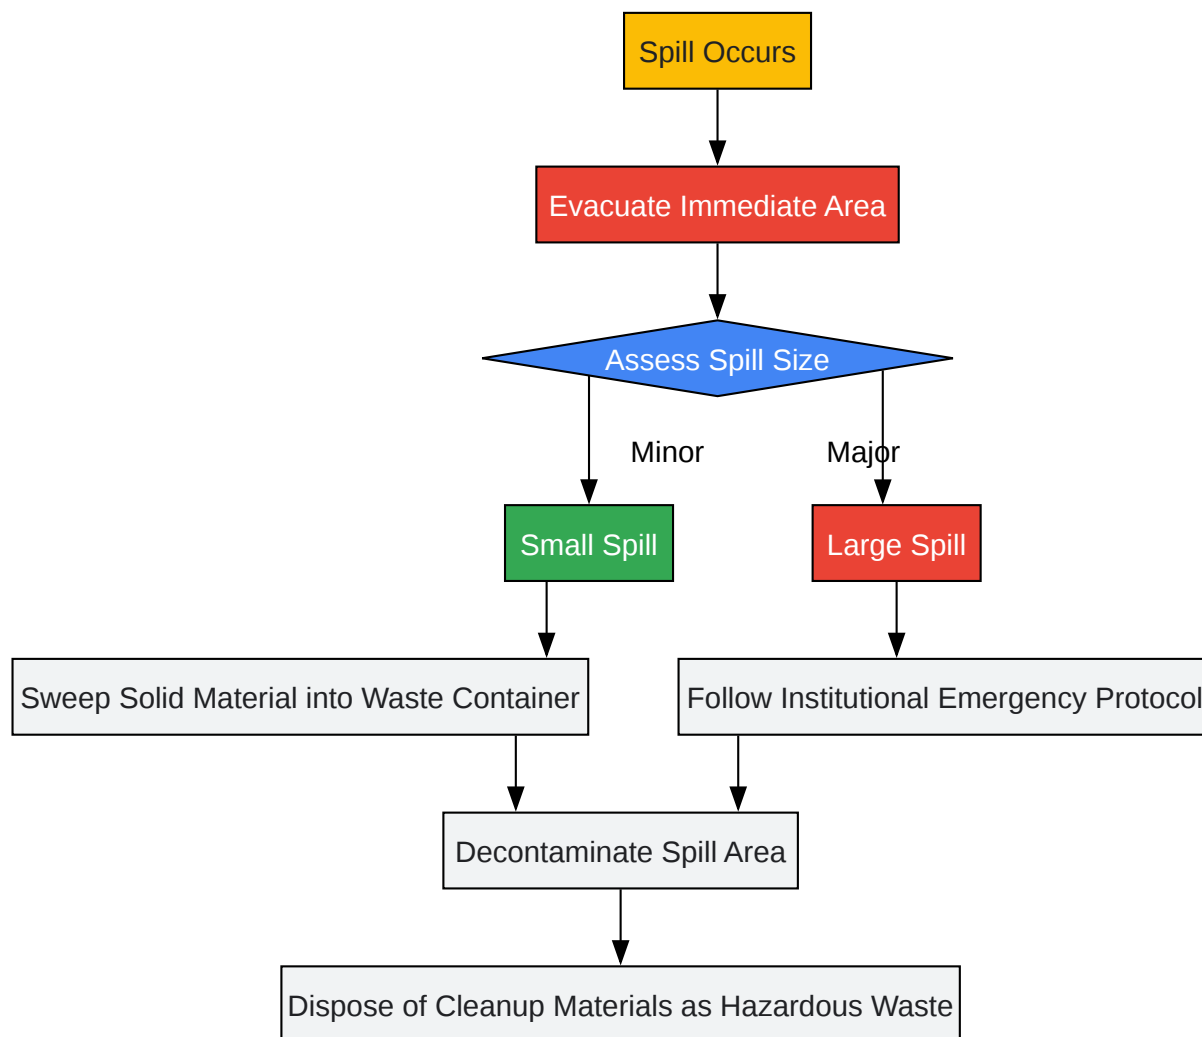 Spill Occurs
Evacuate Immediate Area
Assess Spill Size
Minor
Major
Small Spill
Large Spill
Sweep Solid Material into Waste Container
Follow Institutional Emergency Protocol
Decontaminate Spill Area
Dispose of Cleanup Materials as Hazardous Waste